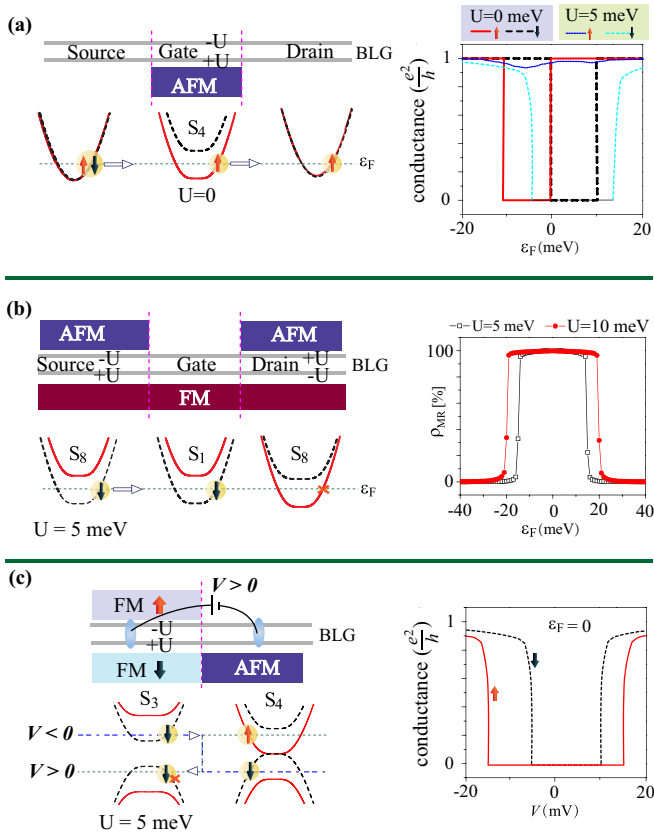 (a)
Source
Gate
-U
+U
Drain
BLG
AFM
S4
εF
U=0
U=0 meV
U=5 meV
conductance (e²/h)
1
0
-20
-10
0
10
20
εF(meV)
(b)
AFM
AFM
Source
-U
+U
Gate
Drain
+U
-U
BLG
FM
S8
S1
S8
εF
U = 5 meV
U=5 meV
U=10 meV
ρMR [%]
100
50
0
-40
-20
0
20
40
εF(meV)
(c)
V > 0
FM
-U
+U
BLG
FM
AFM
S3
S4
V < 0
V > 0
U = 5 meV
εF = 0
conductance (e²/h)
1
0
-20
-10
0
10
20
V(mV)